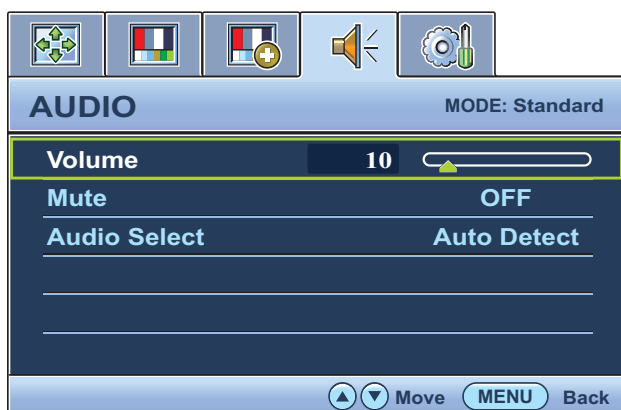 AUDIO MODE: Standard
Volume 10
Mute OFF
Audio Select Auto Detect
Move MENU Back